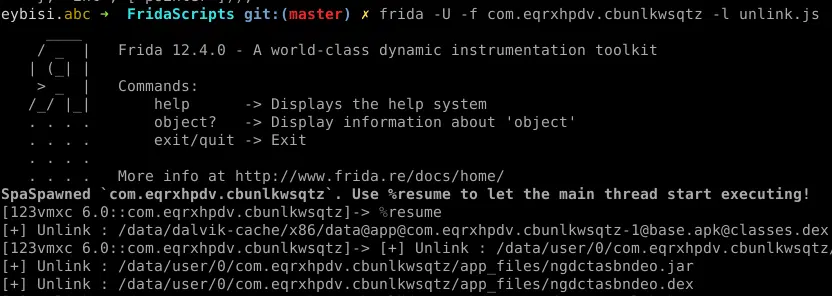 eybisi.abc ➜  FridaScripts git:(master) ✗ frida -U -f com.eqrxhpdv.cbunlkwsqtz -l unlink.js
     ____
    / _  |   Frida 12.4.0 - A world-class dynamic instrumentation toolkit
   | (_| |
    > _  |   Commands:
   /_/ |_|       help      -> Displays the help system
   . . . .       object?   -> Display information about 'object'
   . . . .       exit/quit -> Exit
   . . . .
   . . . .   More info at http://www.frida.re/docs/home/
SpaSpawned `com.eqrxhpdv.cbunlkwsqtz`. Use %resume to let the main thread start executing!
[123vmxc 6.0::com.eqrxhpdv.cbunlkwsqtz]-> %resume
[+] Unlink : /data/dalvik-cache/x86/data@app@com.eqrxhpdv.cbunlkwsqtz-1@base.apk@classes.dex
[123vmxc 6.0::com.eqrxhpdv.cbunlkwsqtz]-> [+] Unlink : /data/user/0/com.eqrxhpdv.cbunlkwsqtz/
[+] Unlink : /data/user/0/com.eqrxhpdv.cbunlkwsqtz/app_files/ngdctasbndeo.jar
[+] Unlink : /data/user/0/com.eqrxhpdv.cbunlkwsqtz/app_files/ngdctasbndeo.dex